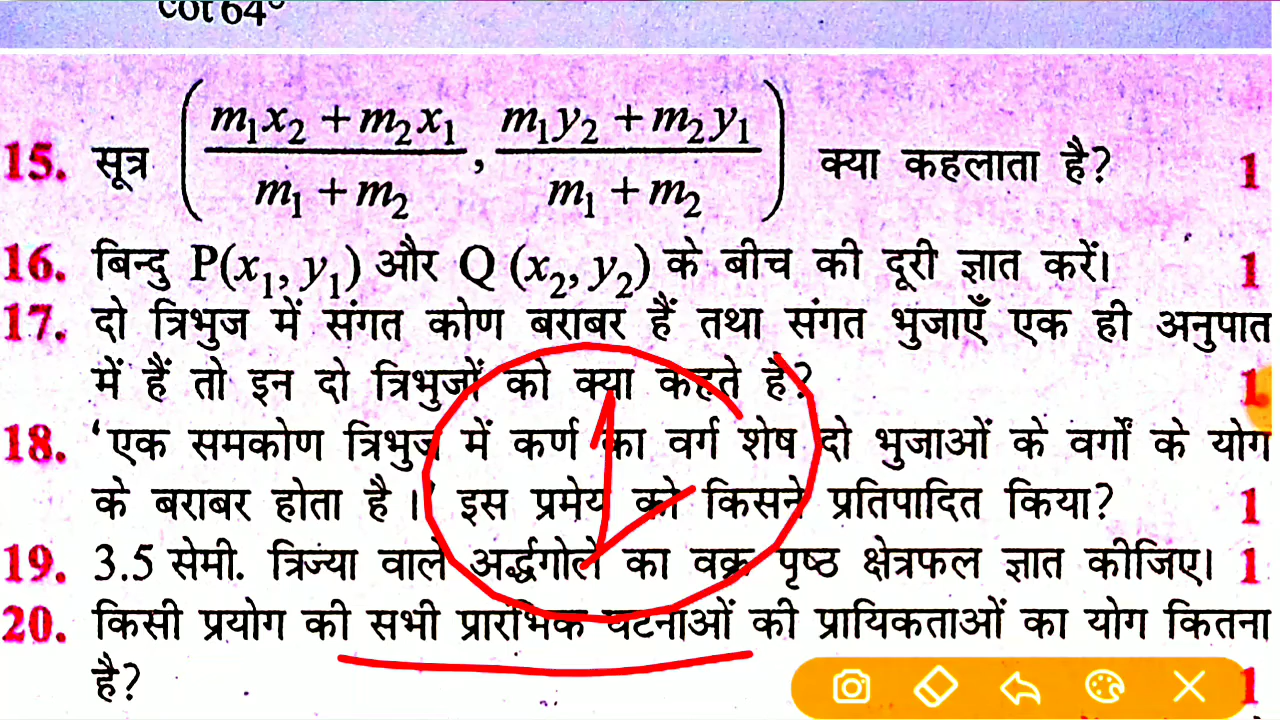 cot 64°
15. सूत्र ( m₁x₂ + m₂x₁ / m₁ + m₂ , m₁y₂ + m₂y₁ / m₁ + m₂ ) क्या कहलाता है? 1
16. बिन्दु P(x₁, y₁) और Q (x₂, y₂) के बीच की दूरी ज्ञात करें। 1
17. दो त्रिभुज में संगत कोण बराबर हैं तथा संगत भुजाएँ एक ही अनुपात
में हैं तो इन दो त्रिभुजों को क्या कहते हैं? 1
18. ‘एक समकोण त्रिभुज में कर्ण का वर्ग शेष दो भुजाओं के वर्गों के योग
के बराबर होता है।’ इस प्रमेय को किसने प्रतिपादित किया? 1
19. 3.5 सेमी. त्रिज्या वाले अर्द्धगोले का वक्र पृष्ठ क्षेत्रफल ज्ञात कीजिए। 1
20. किसी प्रयोग की सभी प्रारंभिक घटनाओं की प्रायिकताओं का योग कितना
है? 1